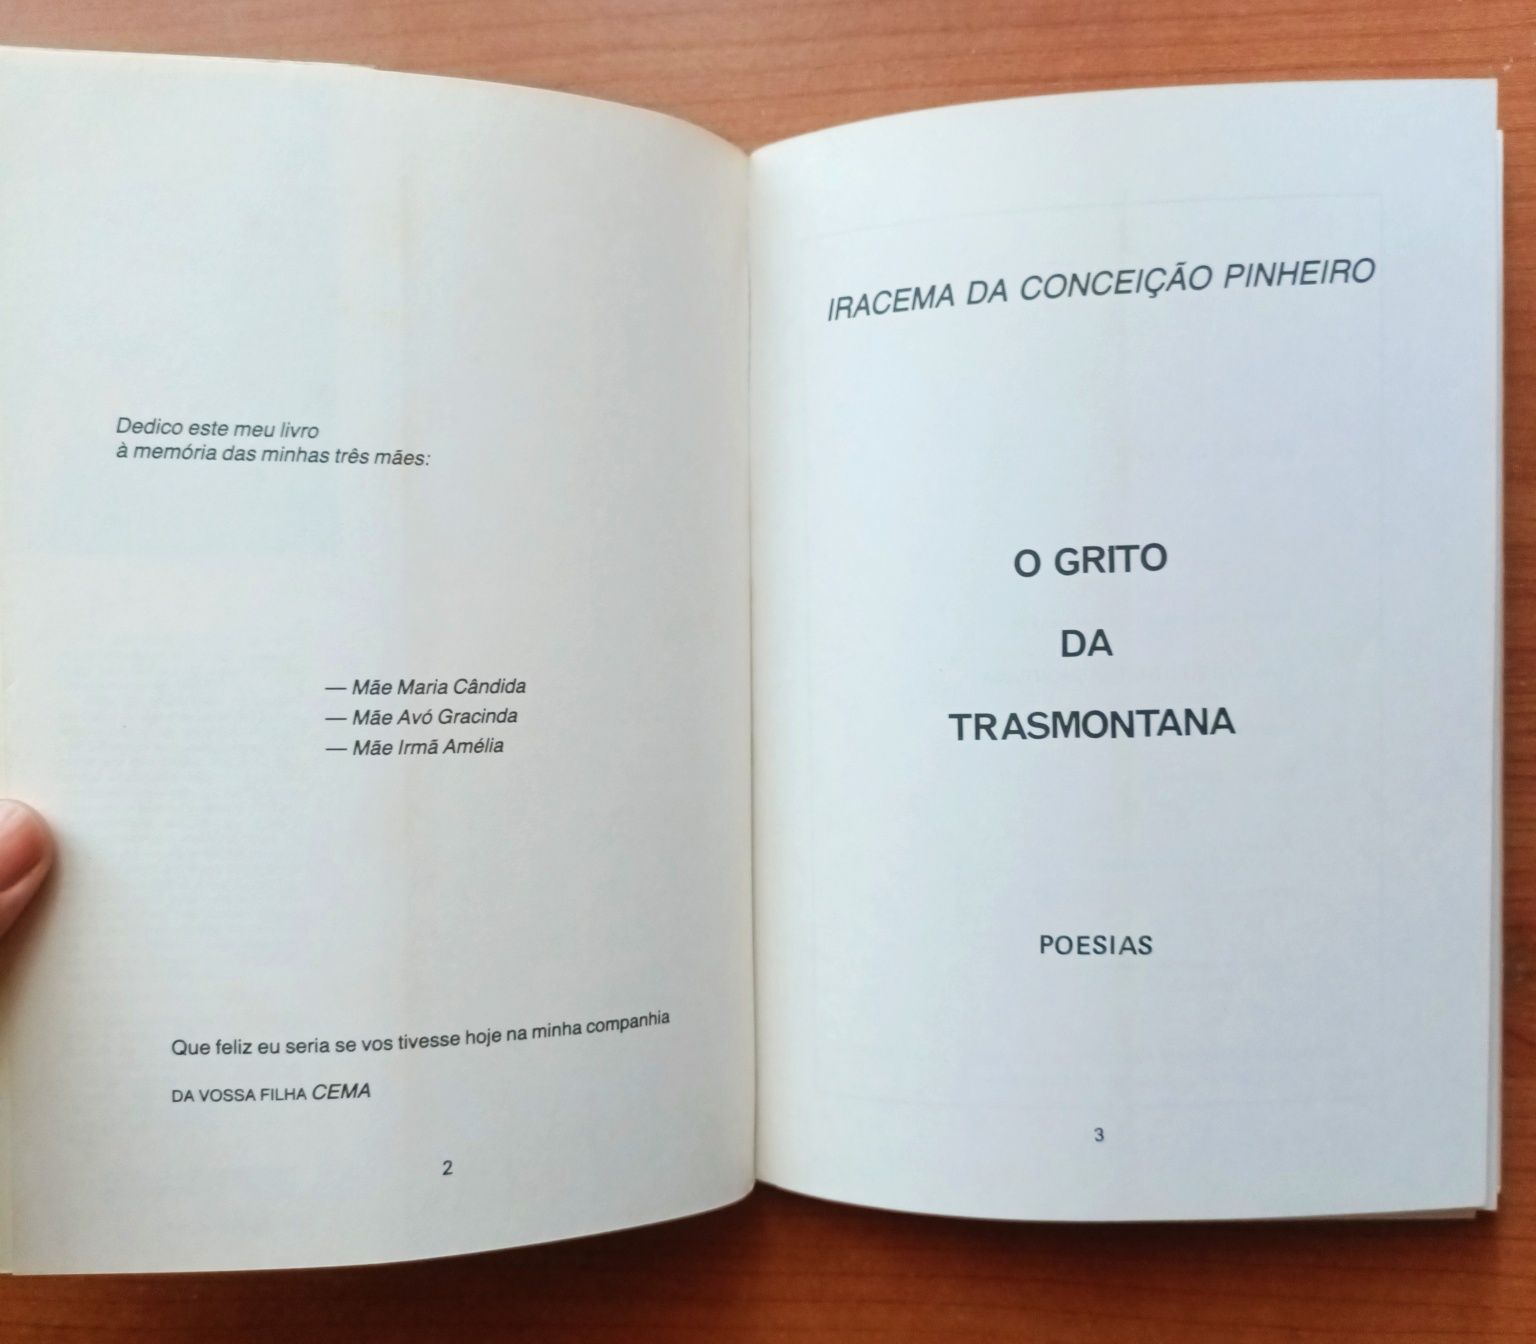 Dedico este meu livro
à memória das minhas três mães:
— Mãe Maria Cândida
— Mãe Avó Gracinda
— Mãe Irmã Amélia
Que feliz eu seria se vos tivesse hoje na minha companhia
DA VOSSA FILHA CEMA
2
IRACEMA DA CONCEIÇÃO PINHEIRO
O GRITO
DA
TRASMONTANA
POESIAS
3